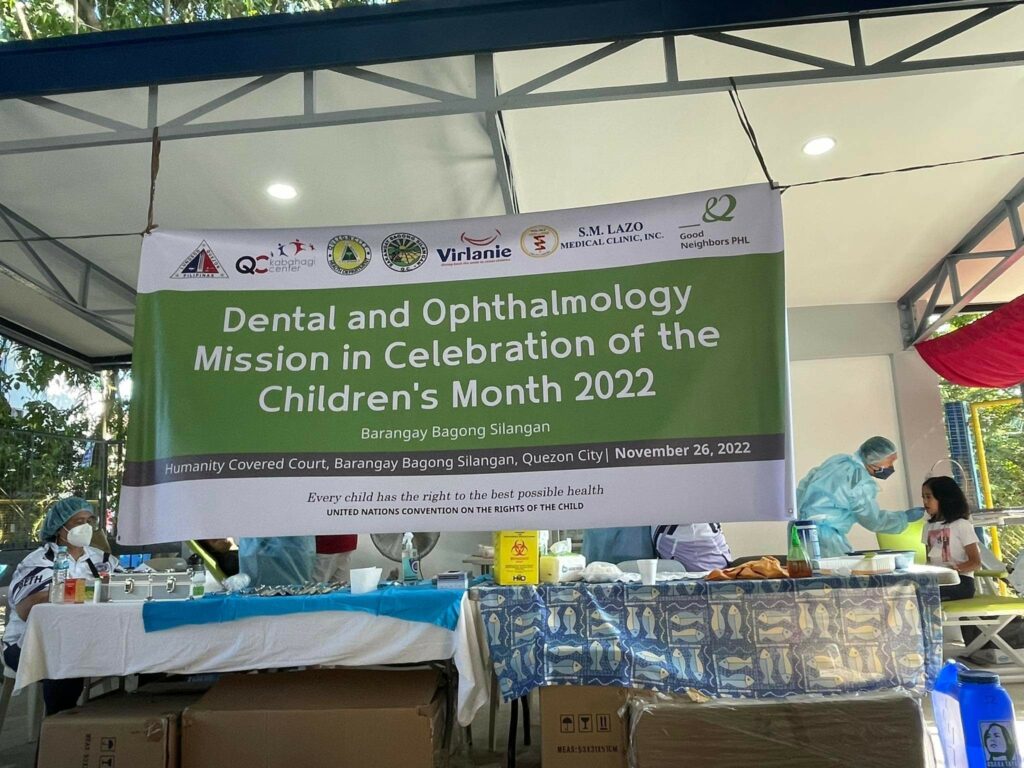 PILIPINAS
QC kabahagi center
Virlanie
S.M. LAZO
MEDICAL CLINIC, INC.
Good
Neighbors PHL
Dental and Ophthalmology
Mission in Celebration of the
Children's Month 2022
Barangay Bagong Silangan
Humanity Covered Court, Barangay Bagong Silangan, Quezon City| November 26, 2022
Every child has the right to the best possible health
UNITED NATIONS CONVENTION ON THE RIGHTS OF THE CHILD